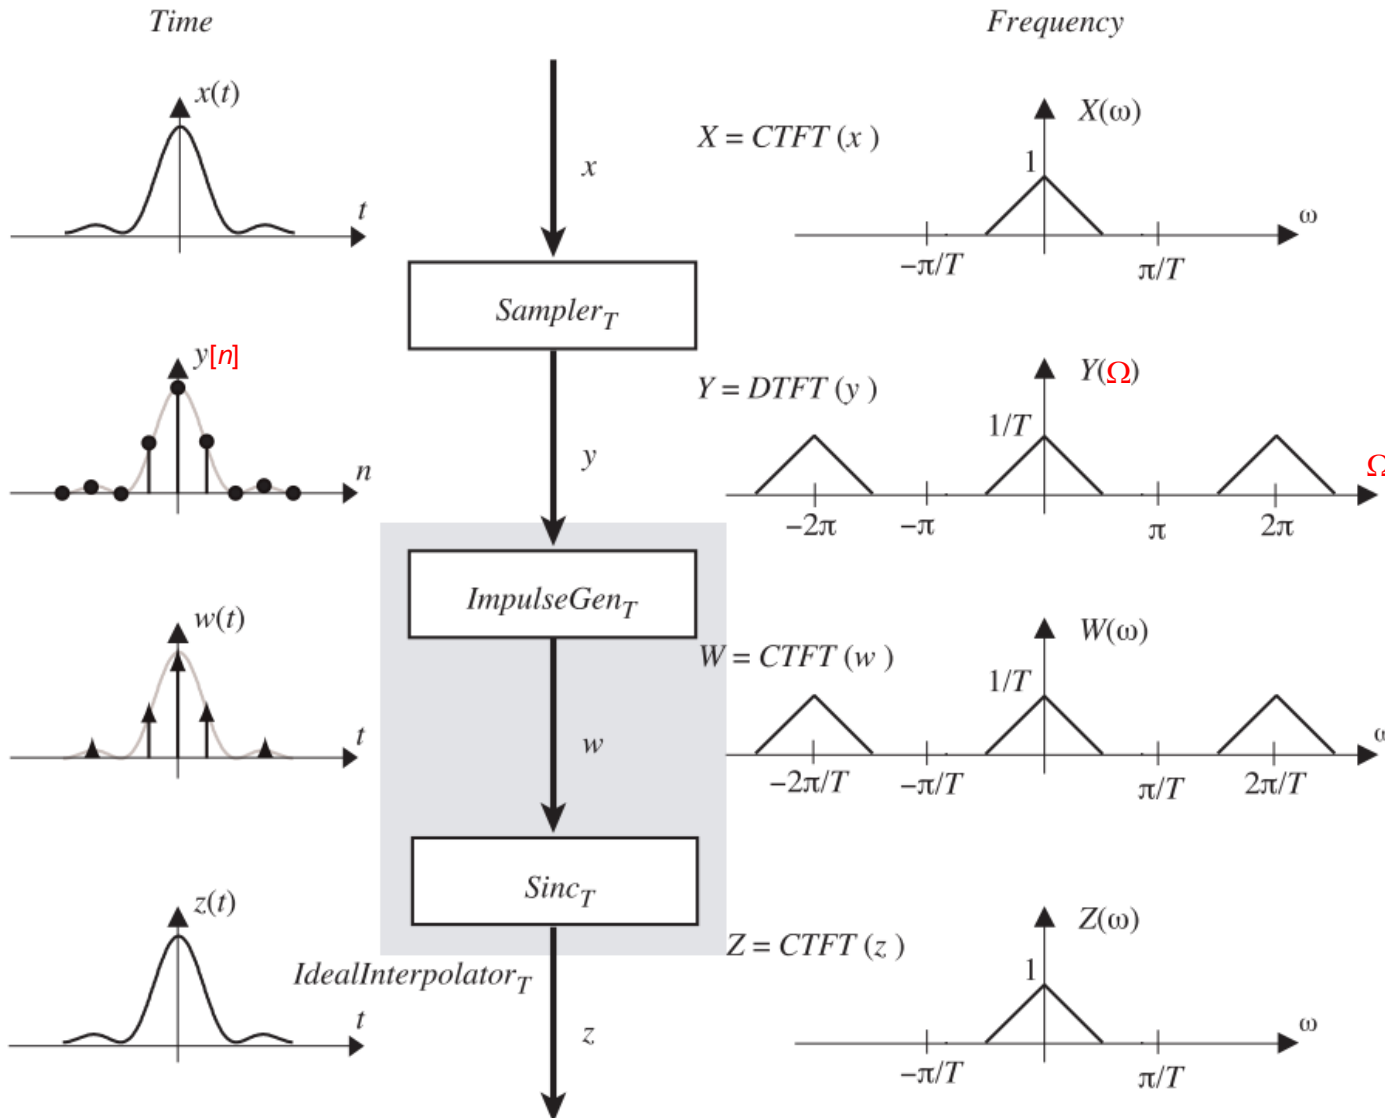 Time
Frequency
x(t)
X(ω)
X = CTFT (x )
1
x
t
ω
−π/T
π/T
Sampler_T
y[n]
Y(Ω)
Y = DTFT (y )
1/T
y
n
Ω
−2π
−π
π
2π
ImpulseGen_T
w(t)
W(ω)
W = CTFT (w )
1/T
w
t
ω
−2π/T
−π/T
π/T
2π/T
Sinc_T
z(t)
Z(ω)
Z = CTFT (z )
1
IdealInterpolator_T
t
z
ω
−π/T
π/T